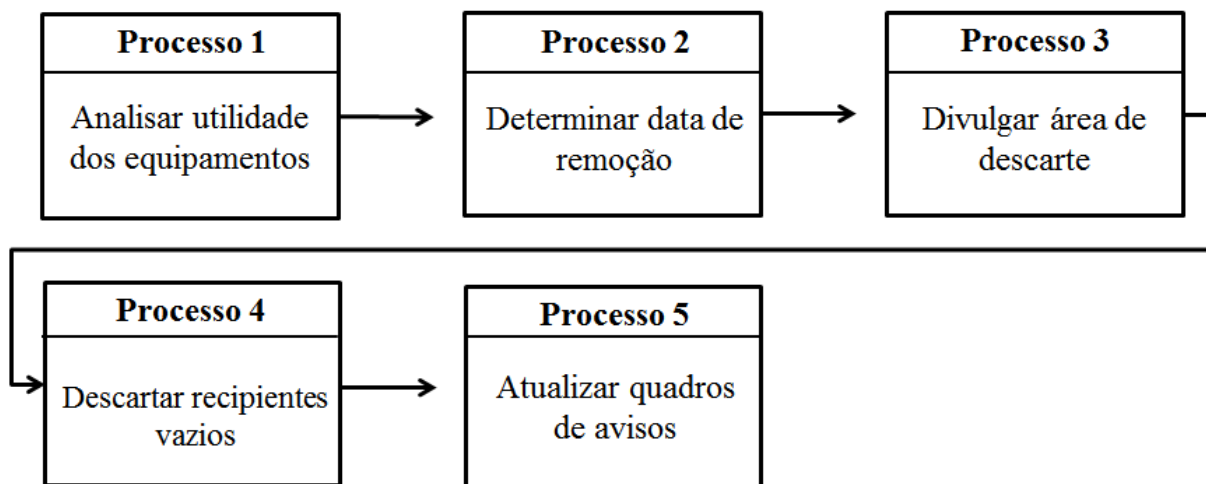 Processo 1
Analisar utilidade
dos equipamentos
Processo 2
Determinar data de
remoção
Processo 3
Divulgar área de
descarte
Processo 4
Descartar recipientes
vazios
Processo 5
Atualizar quadros
de avisos